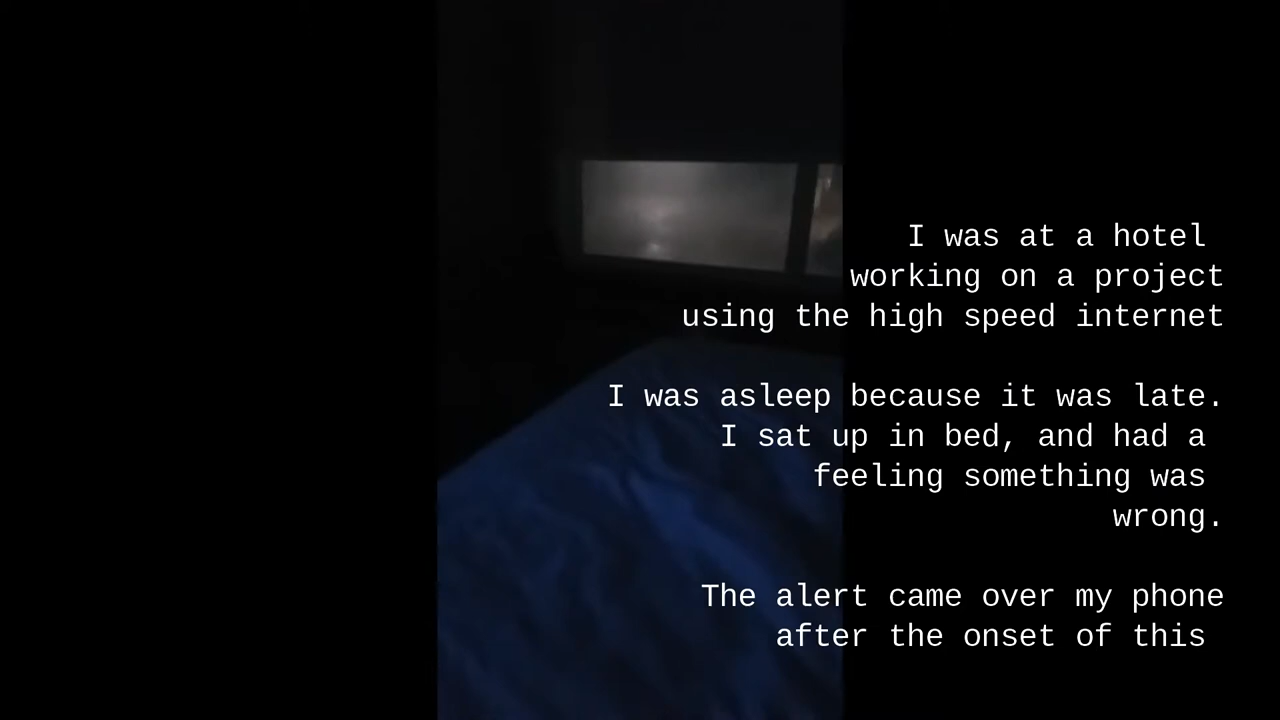 I was at a hotel
working on a project
using the high speed internet
I was asleep because it was late.
I sat up in bed, and had a
feeling something was
wrong.
The alert came over my phone
after the onset of this